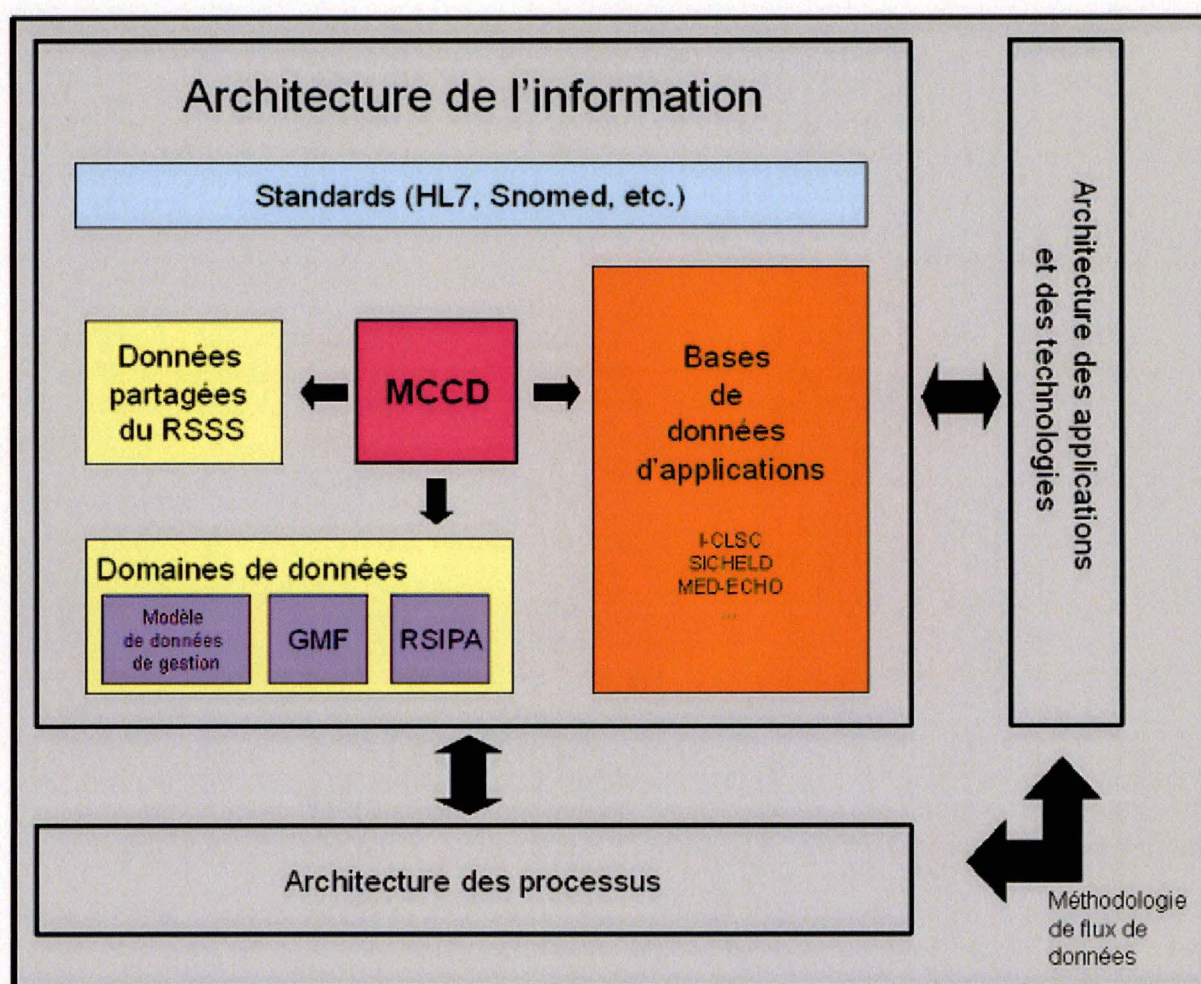 Architecture de l'information
Standards (HL7, Snomed, etc.)
Données
partagées
du RSSS
MCCD
Bases
de
données
d'applications
I-CLSC
SICHELD
MED-ECHO
...
Domaines de données
Modèle
de données
de gestion
GMF
RSIPA
Architecture des applications
et des technologies
Architecture des processus
Méthodologie
de flux de
données